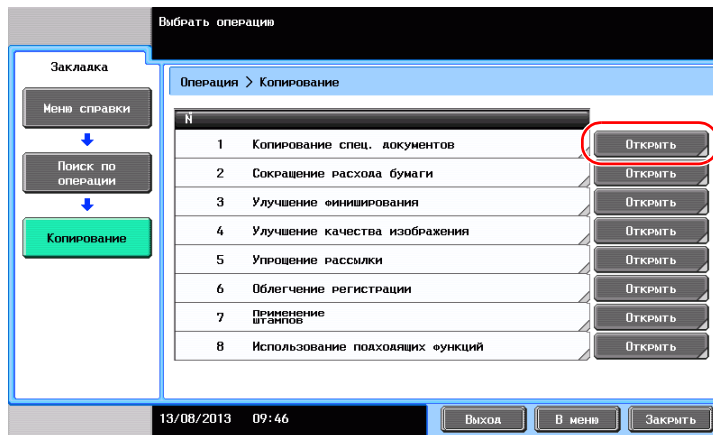 Выбрать операцию
Закладка
Меню справки
Поиск по
операции
Копирование
Операция > Копирование
№
1 Копирование спец. документов Открыть
2 Сокращение расхода бумаги Открыть
3 Улучшение финиширования Открыть
4 Улучшение качества изображения Открыть
5 Упрощение рассылки Открыть
6 Облегчение регистрации Открыть
7 Применение
штампов Открыть
8 Использование подходящих функций Открыть
13/08/2013 09:46 Выход В меню Закрыть